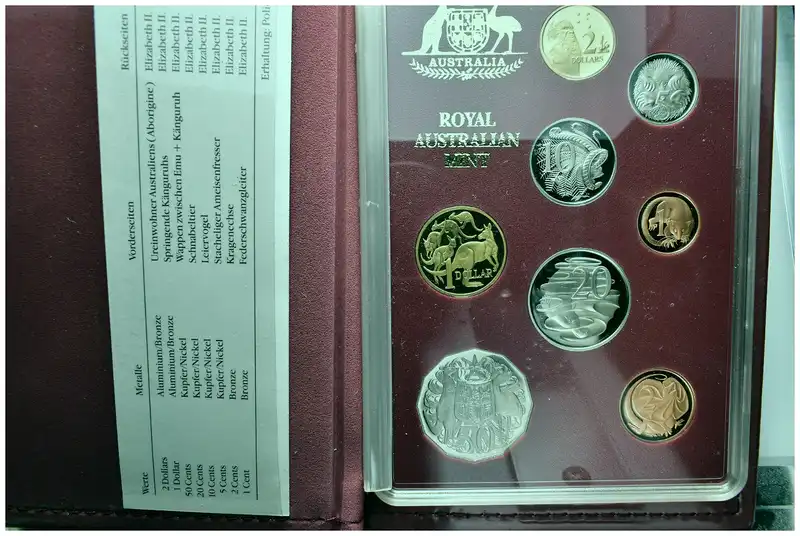 Werte Metalle Vorderseiten Rückseiten
2 Dollars Aluminium/Bronze Ureinwohner Australiens (Aborigine) Elizabeth II.
1 Dollar Aluminium/Bronze Springende Känguruhs Elizabeth II.
50 Cents Kupfer/Nickel Wappen zwischen Emu + Känguruh Elizabeth II.
20 Cents Kupfer/Nickel Schnabeltier Elizabeth II.
10 Cents Kupfer/Nickel Leiervogel Elizabeth II.
5 Cents Kupfer/Nickel Stacheliger Ameisenfresser Elizabeth II.
2 Cents Bronze Kragenechse Elizabeth II.
1 Cent Bronze Federschwanzgleiter Elizabeth II.
Erhaltung:
AUSTRALIA
ROYAL
AUSTRALIAN
MINT
2
DOLLARS
5
10
1
1
DOLLAR
20
50
2